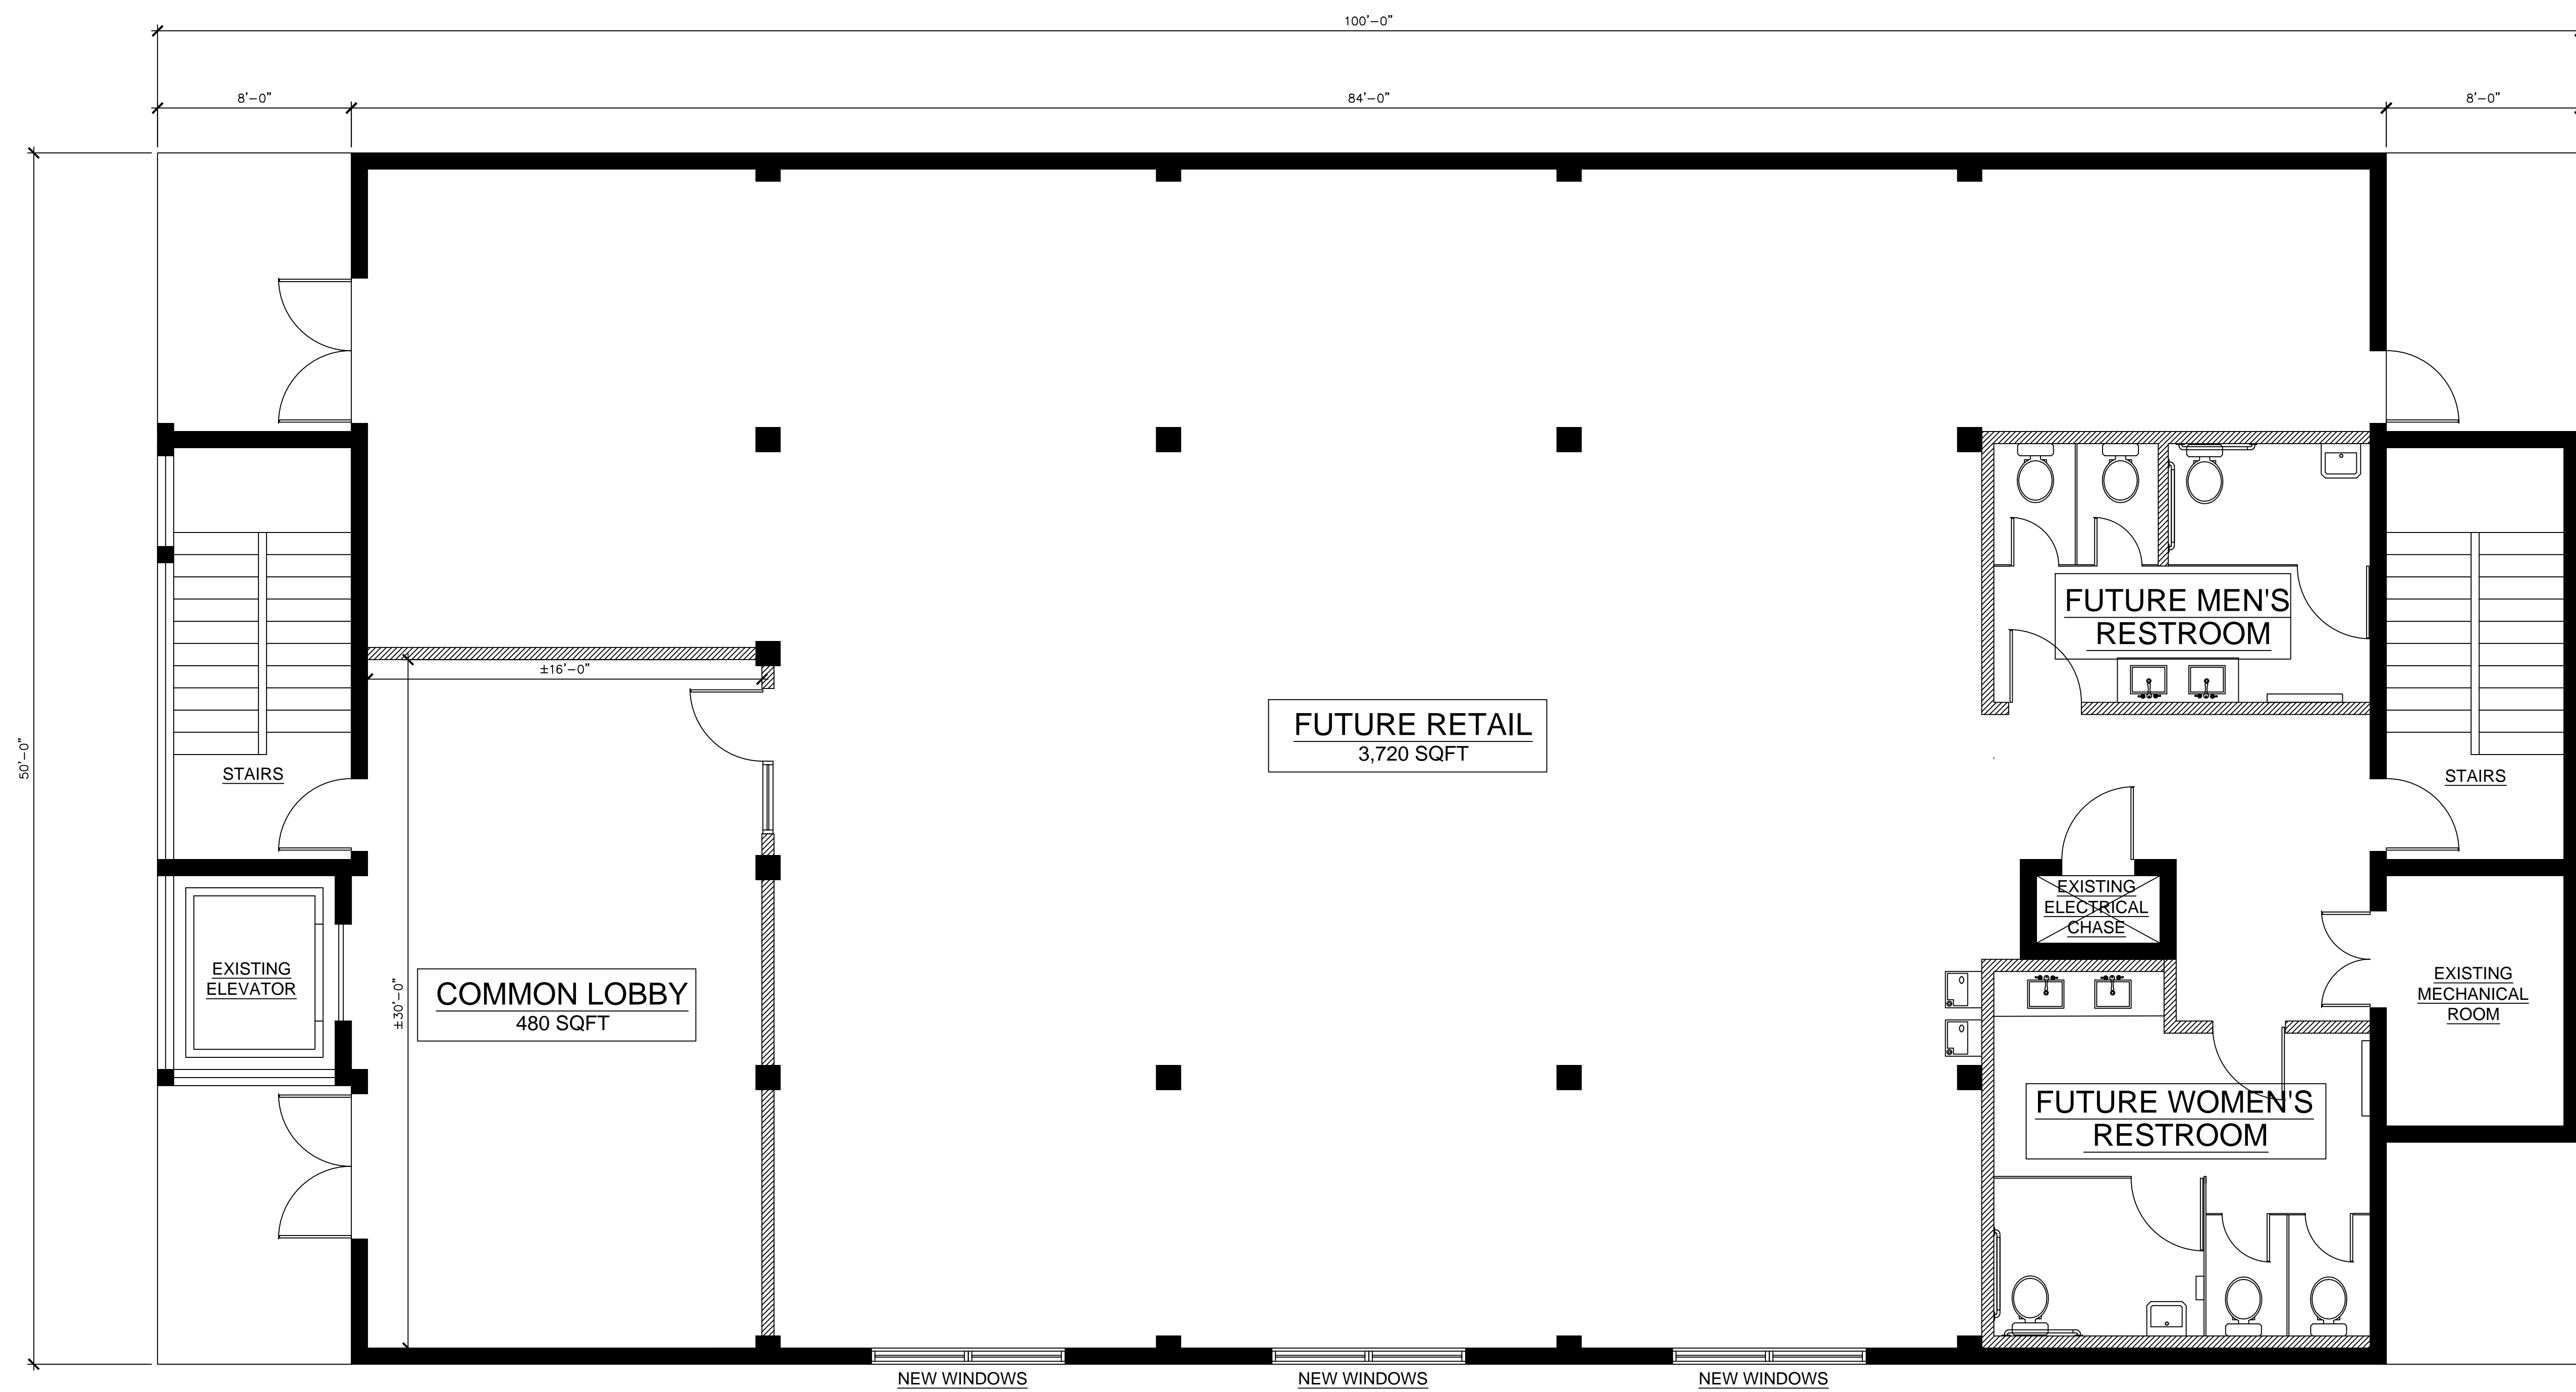 100'-0"
8'-0"
84'-0"
8'-0"
50'-0"
±16'-0"
±30'-0"
STAIRS
EXISTING
ELEVATOR
COMMON LOBBY
480 SQFT
FUTURE RETAIL
3,720 SQFT
FUTURE MEN'S
RESTROOM
STAIRS
EXISTING
ELECTRICAL
CHASE
EXISTING
MECHANICAL
ROOM
FUTURE WOMEN'S
RESTROOM
NEW WINDOWS
NEW WINDOWS
NEW WINDOWS